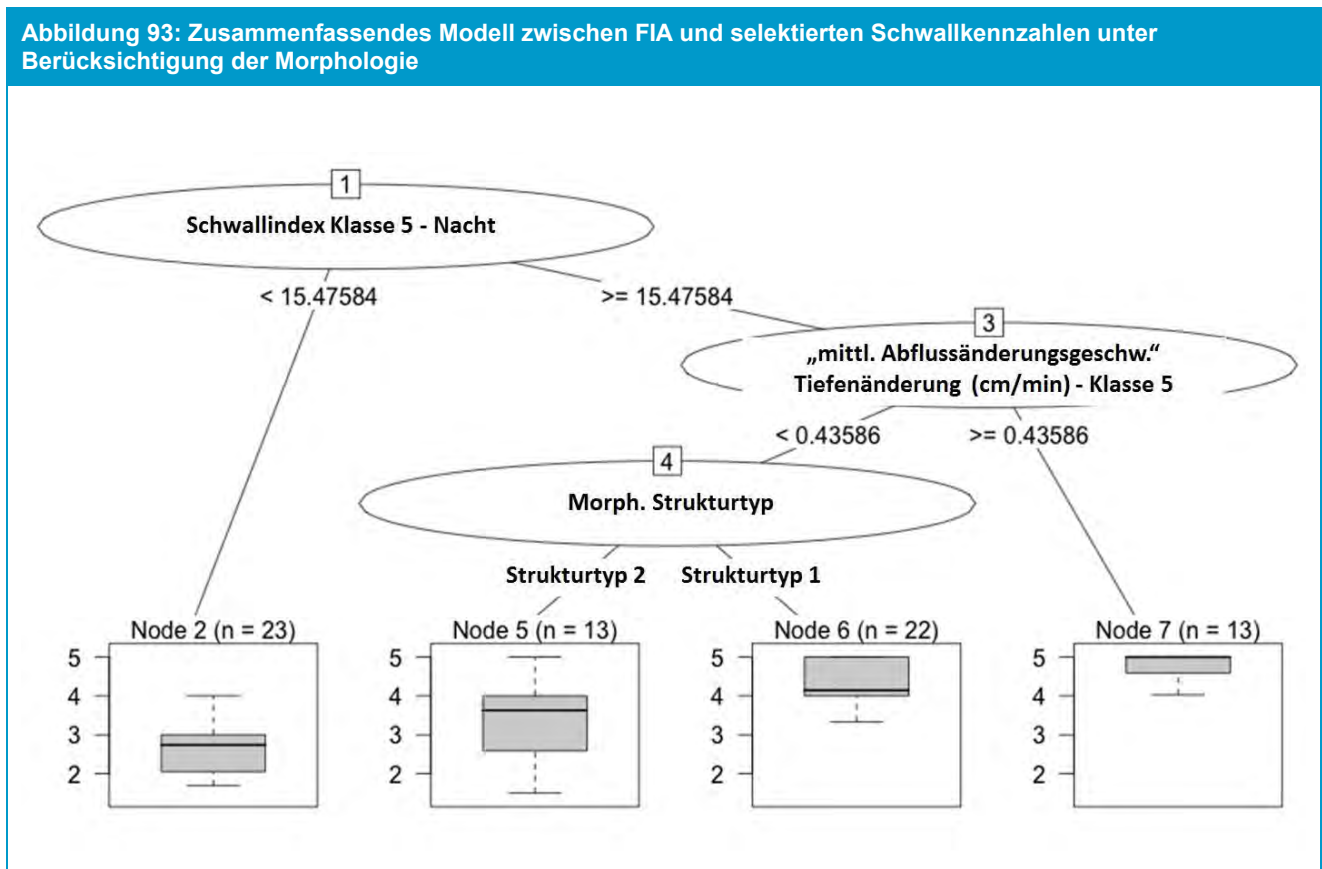 Abbildung 93: Zusammenfassendes Modell zwischen FIA und selektierten Schwallkennzahlen unter
Berücksichtigung der Morphologie
1
Schwallindex Klasse 5 - Nacht
< 15.47584
>= 15.47584
3
„mittl. Abflussänderungsgeschw.“
Tiefenänderung (cm/min) - Klasse 5
< 0.43586
>= 0.43586
4
Morph. Strukturtyp
Strukturtyp 2
Strukturtyp 1
Node 2 (n = 23)
5
4
3
2
Node 5 (n = 13)
5
4
3
2
Node 6 (n = 22)
5
4
3
2
Node 7 (n = 13)
5
4
3
2